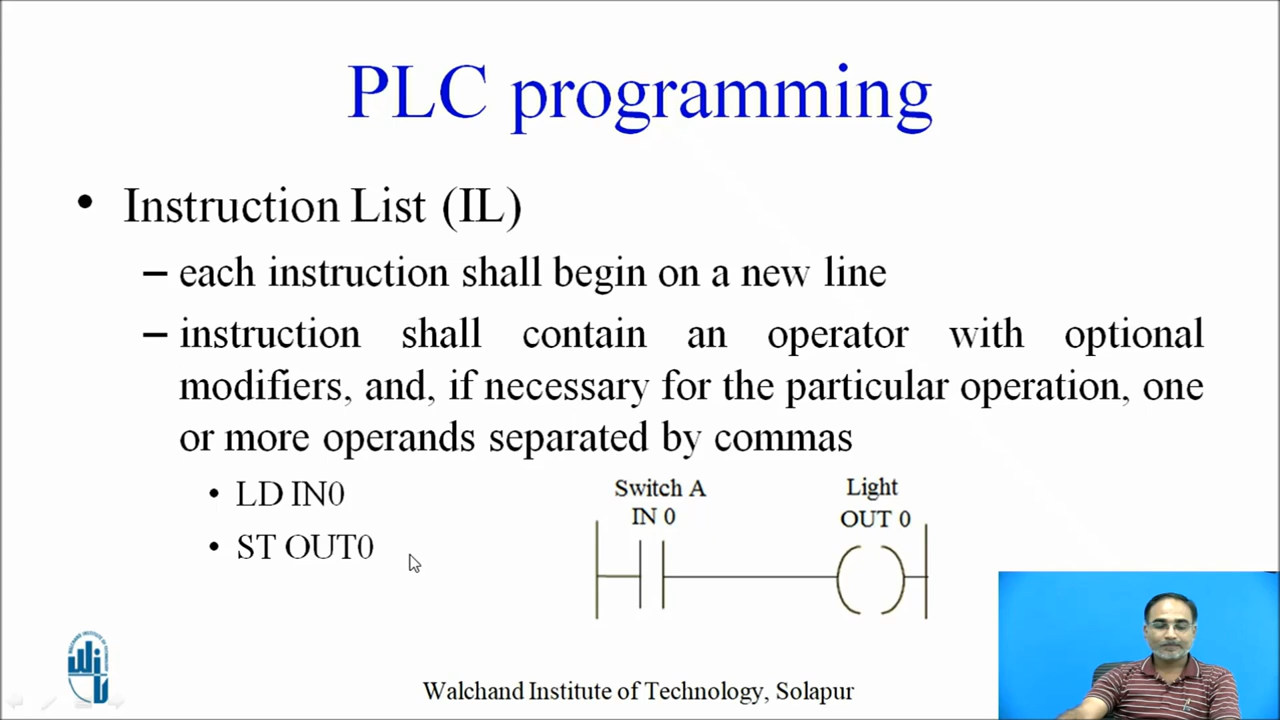 PLC programming
• Instruction List (IL)
– each instruction shall begin on a new line
– instruction shall contain an operator with optional
modifiers, and, if necessary for the particular operation, one
or more operands separated by commas
• LD IN0
• ST OUT0
Switch A
IN 0
Light
OUT 0
Walchand Institute of Technology, Solapur